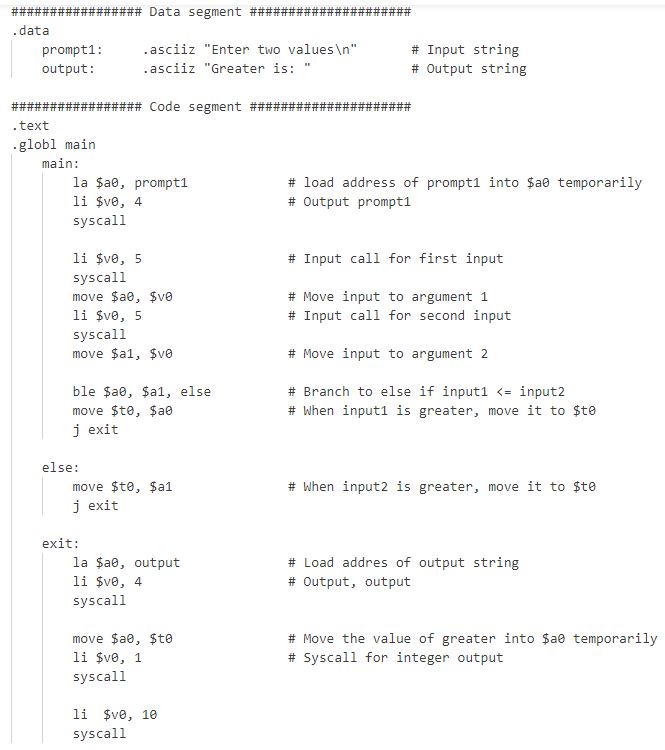 ################# Data segment #####################
.data
prompt1: .asciiz "Enter two values\n" # Input string
output: .asciiz "Greater is: " # Output string
################# Code segment #####################
.text
.globl main
main:
la $a0, prompt1 # load address of prompt1 into $a0 temporarily
li $v0, 4 # Output prompt1
syscall
li $v0, 5 # Input call for first input
syscall
move $a0, $v0 # Move input to argument 1
li $v0, 5 # Input call for second input
syscall
move $a1, $v0 # Move input to argument 2
ble $a0, $a1, else # Branch to else if input1 <= input2
move $t0, $a0 # When input1 is greater, move it to $t0
j exit
else:
move $t0, $a1 # When input2 is greater, move it to $t0
j exit
exit:
la $a0, output # Load addres of output string
li $v0, 4 # Output, output
syscall
move $a0, $t0 # Move the value of greater into $a0 temporarily
li $v0, 1 # Syscall for integer output
syscall
li  $v0, 10
syscall